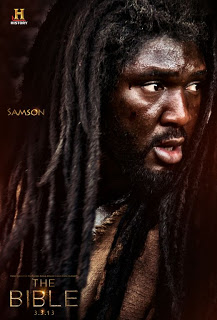 H
HISTORY
SAMSON
THE
BIBLE
3.3.13